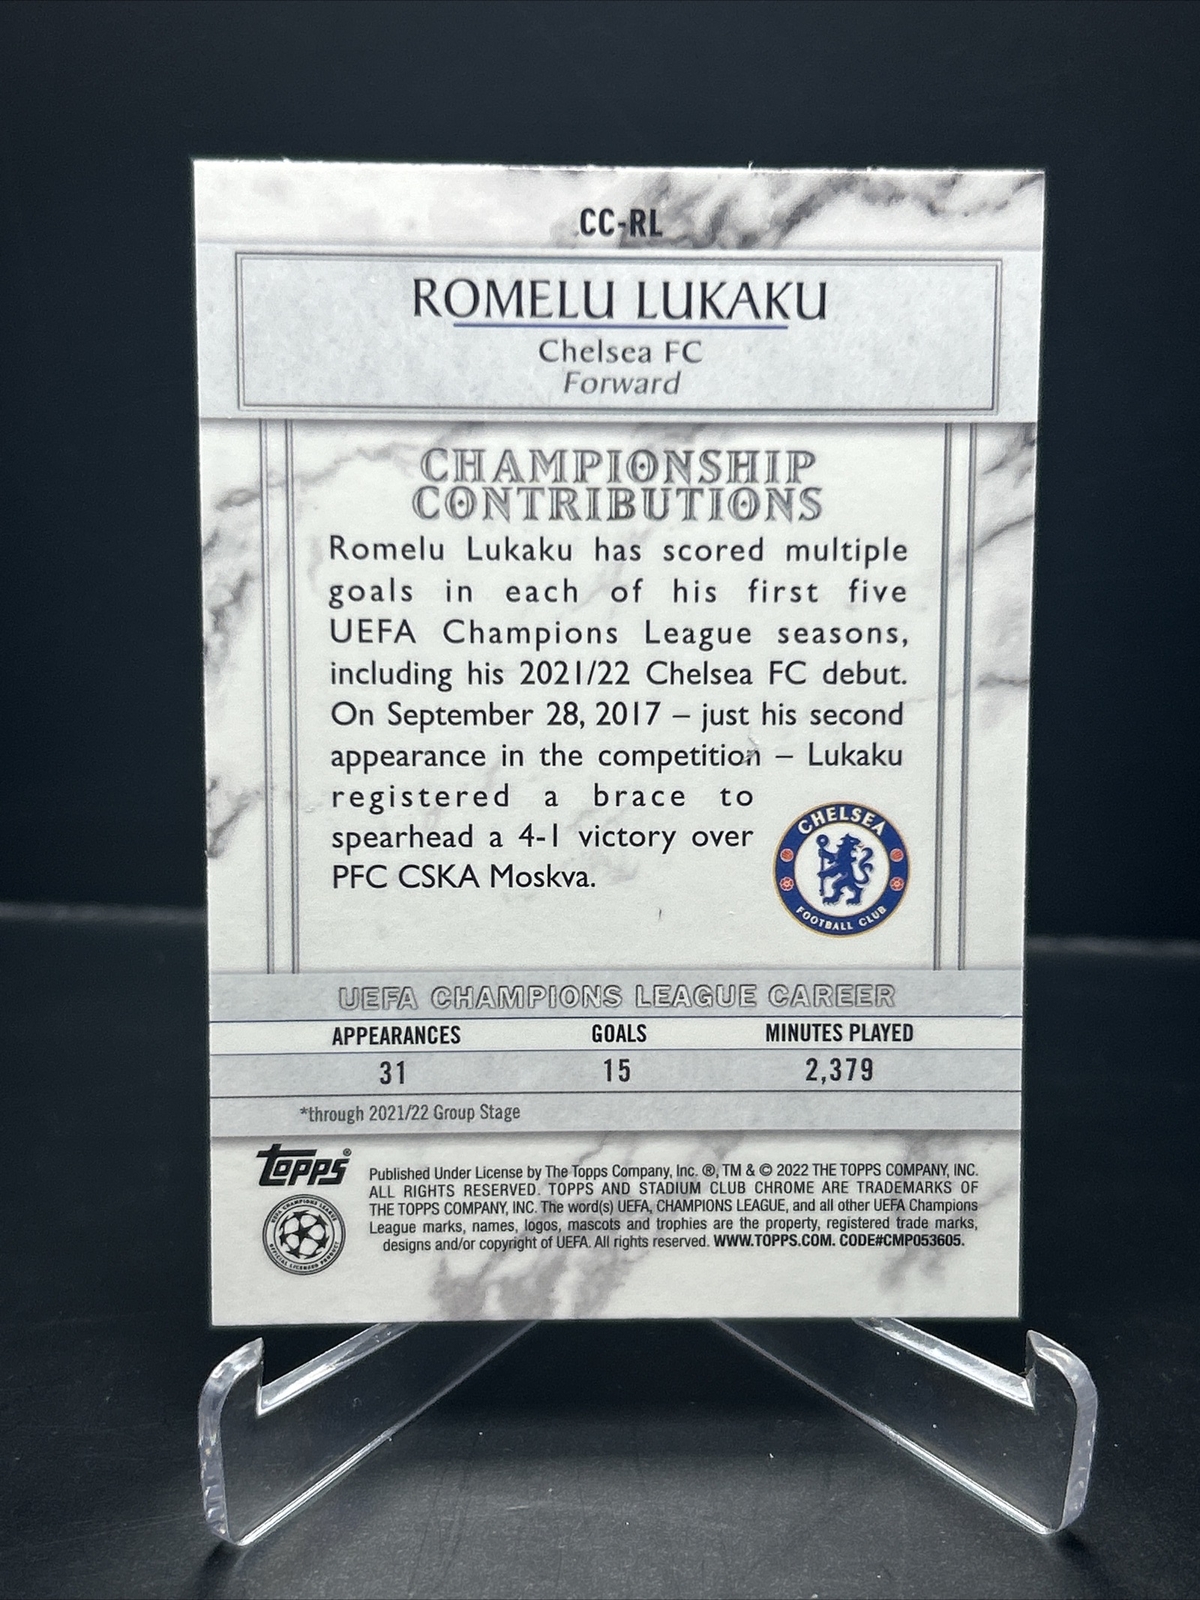 CC-RL
ROMELU LUKAKU
Chelsea FC
Forward
CHAMPIONSHIP
CONTRIBUTIONS
Romelu Lukaku has scored multiple
goals in each of his first five
UEFA Champions League seasons,
including his 2021/22 Chelsea FC debut.
On September 28, 2017 – just his second
appearance in the competition – Lukaku
registered a brace to
spearhead a 4-1 victory over
PFC CSKA Moskva.
CHELSEA
FOOTBALL CLUB
UEFA CHAMPIONS LEAGUE CAREER
APPEARANCES GOALS MINUTES PLAYED
31 15 2,379
*through 2021/22 Group Stage
Topps®
Published Under License by The Topps Company, Inc. ®, TM & © 2022 THE TOPPS COMPANY, INC.
ALL RIGHTS RESERVED. TOPPS AND STADIUM CLUB CHROME ARE TRADEMARKS OF
THE TOPPS COMPANY, INC. The word(s) UEFA, CHAMPIONS LEAGUE, and all other UEFA Champions
League marks, names, logos, mascots and trophies are the property, registered trade marks,
designs and/or copyright of UEFA. All rights reserved. WWW.TOPPS.COM. CODE#CMP053605.
UEFA CHAMPIONS LEAGUE
OFFICIAL LICENSED PRODUCT